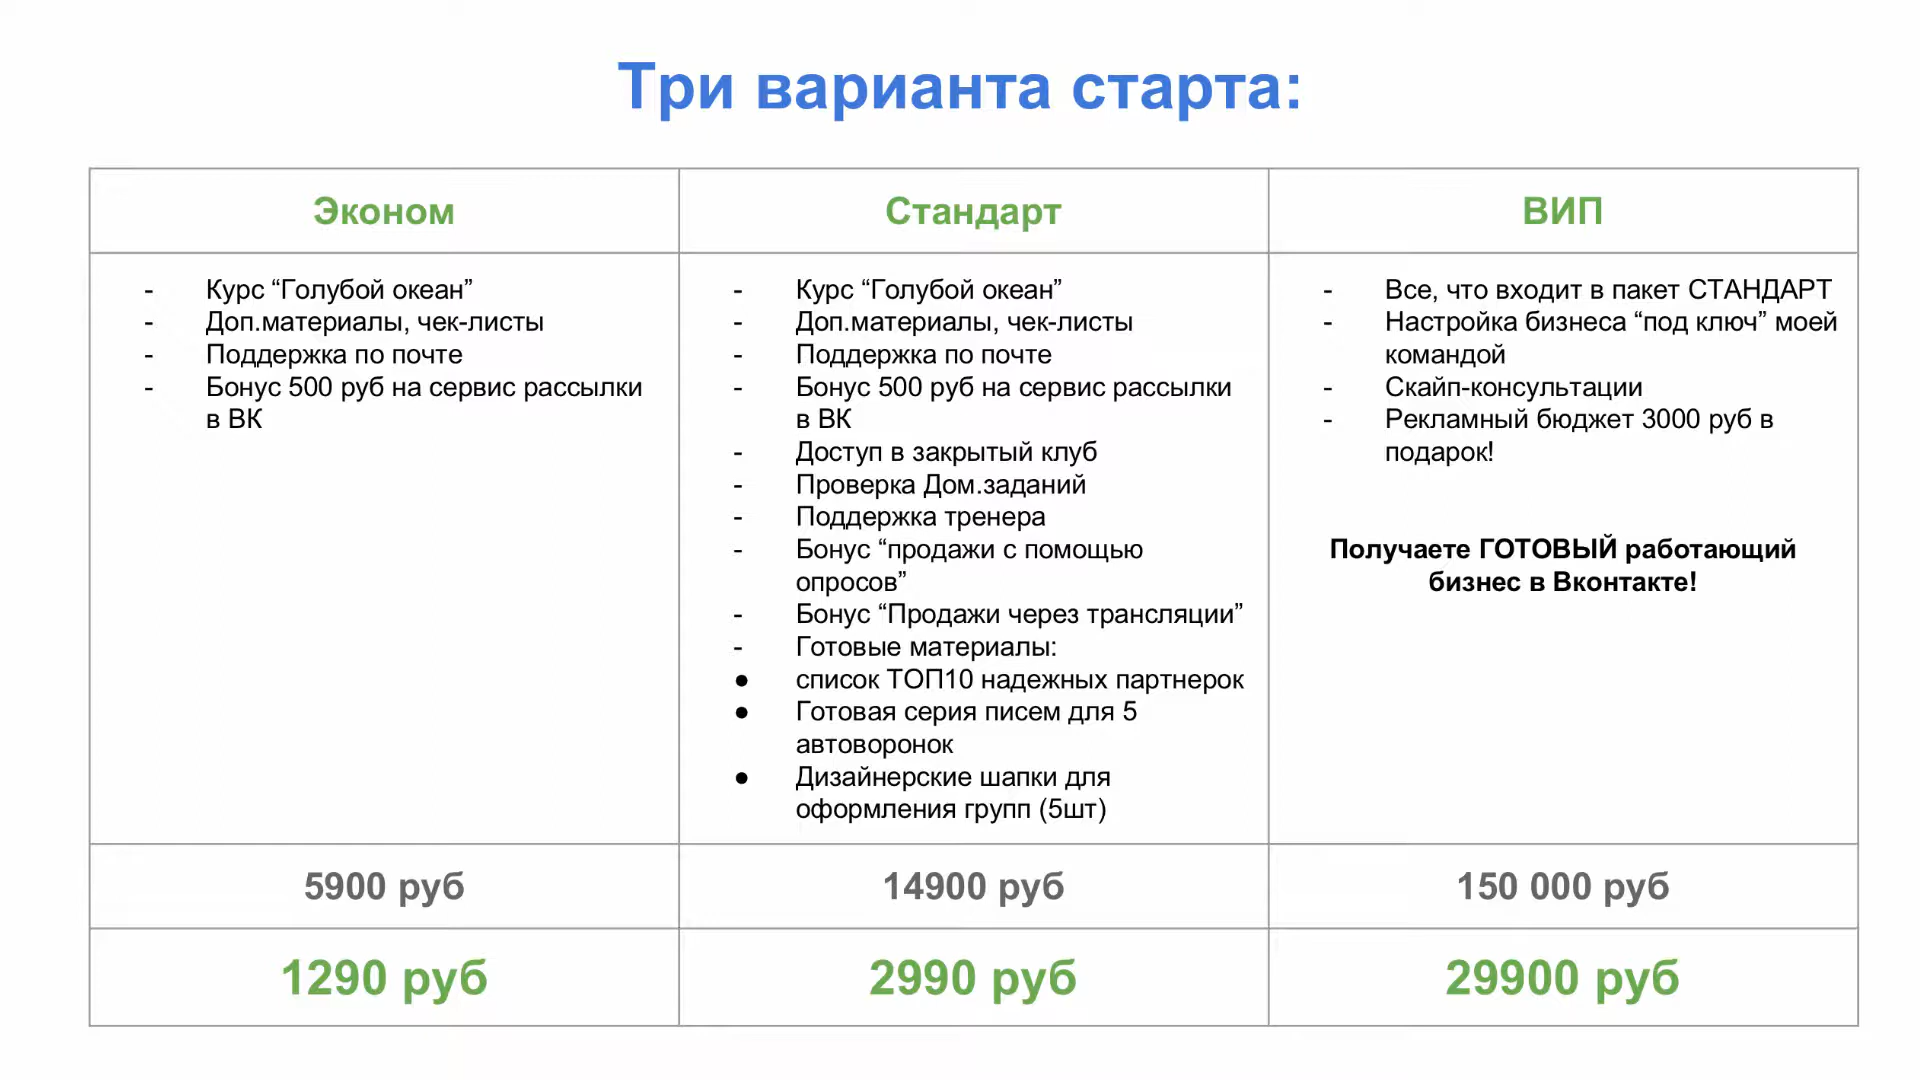 Три варианта старта:
Эконом
Стандарт
ВИП
- Курс “Голубой океан”
- Доп.материалы, чек-листы
- Поддержка по почте
- Бонус 500 руб на сервис рассылки
в ВК
- Курс “Голубой океан”
- Доп.материалы, чек-листы
- Поддержка по почте
- Бонус 500 руб на сервис рассылки
в ВК
- Доступ в закрытый клуб
- Проверка Дом.заданий
- Поддержка тренера
- Бонус “продажи с помощью
опросов”
- Бонус “Продажи через трансляции”
- Готовые материалы:
● список ТОП10 надежных партнерок
● Готовая серия писем для 5
автоворонок
● Дизайнерские шапки для
оформления групп (5шт)
- Все, что входит в пакет СТАНДАРТ
- Настройка бизнеса “под ключ” моей
командой
- Скайп-консультации
- Рекламный бюджет 3000 руб в
подарок!
Получаете ГОТОВЫЙ работающий
бизнес в Вконтакте!
5900 руб
14900 руб
150 000 руб
1290 руб
2990 руб
29900 руб